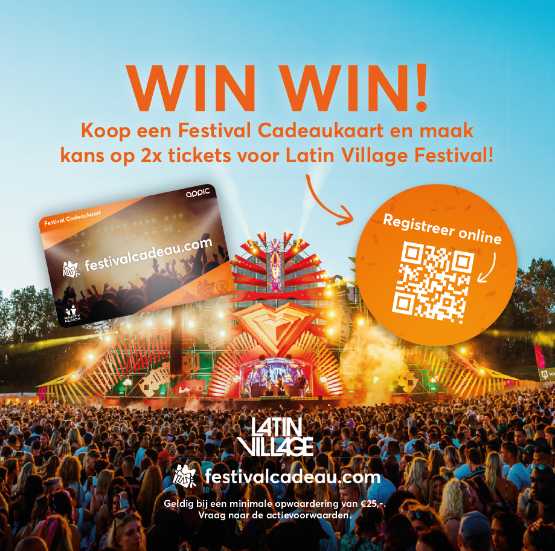 WIN WIN!
Koop een Festival Cadeaukaart en maak
kans op 2x tickets voor Latin Village Festival!
Festival Cadeaukaart
appic
festivalcadeau.com
Registreer online
LATIN
VILLAGE
festivalcadeau.com
Geldig bij een minimale opwaardering van €25,-.
Vraag naar de actievoorwaarden.